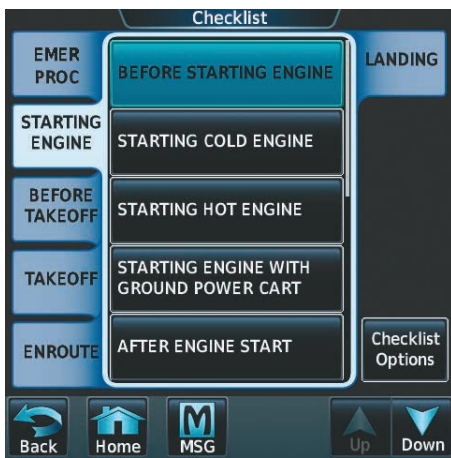 Checklist
EMER
PROC
STARTING
ENGINE
BEFORE
TAKEOFF
TAKEOFF
ENROUTE
BEFORE STARTING ENGINE
STARTING COLD ENGINE
STARTING HOT ENGINE
STARTING ENGINE WITH
GROUND POWER CART
AFTER ENGINE START
LANDING
Checklist
Options
Back
Home
MSG
Up
Down